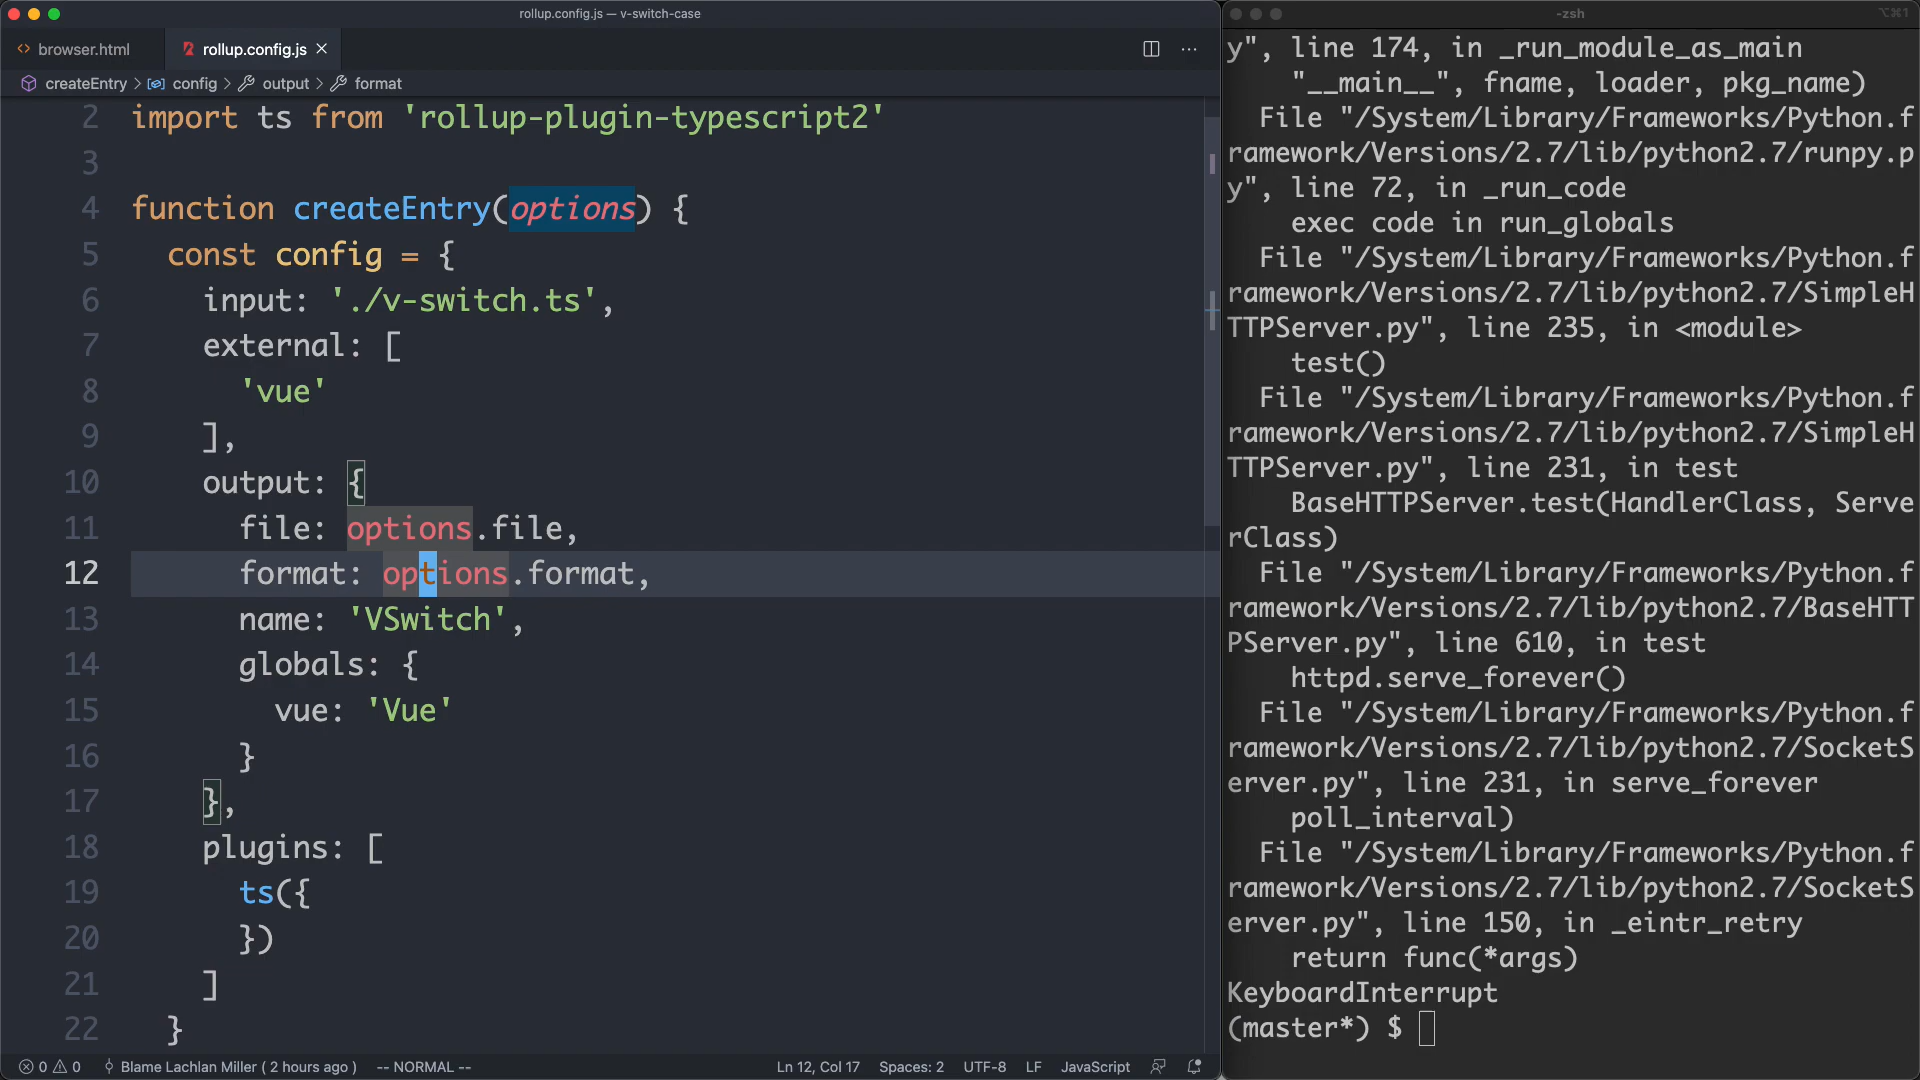 rollup.config.js — v-switch-case
browser.html
rollup.config.js
createEntry > config > output > format
2 import ts from 'rollup-plugin-typescript2'
3
4 function createEntry(options) {
5 const config = {
6 input: './v-switch.ts',
7 external: [
8 'vue'
9 ],
10 output: {
11 file: options.file,
12 format: options.format,
13 name: 'VSwitch',
14 globals: {
15 vue: 'Vue'
16 }
17 },
18 plugins: [
19 ts({
20 })
21 ]
22 }
0 0 Blame Lachlan Miller ( 2 hours ago ) -- NORMAL -- Ln 12, Col 17 Spaces: 2 UTF-8 LF JavaScript
-zsh
⌥⌘1
y", line 174, in _run_module_as_main
"__main__", fname, loader, pkg_name)
File "/System/Library/Frameworks/Python.f
ramework/Versions/2.7/lib/python2.7/runpy.p
y", line 72, in _run_code
exec code in run_globals
File "/System/Library/Frameworks/Python.f
ramework/Versions/2.7/lib/python2.7/SimpleH
TTPServer.py", line 235, in <module>
test()
File "/System/Library/Frameworks/Python.f
ramework/Versions/2.7/lib/python2.7/SimpleH
TTPServer.py", line 231, in test
BaseHTTPServer.test(HandlerClass, Serve
rClass)
File "/System/Library/Frameworks/Python.f
ramework/Versions/2.7/lib/python2.7/BaseHTT
PServer.py", line 610, in test
httpd.serve_forever()
File "/System/Library/Frameworks/Python.f
ramework/Versions/2.7/lib/python2.7/SocketS
erver.py", line 231, in serve_forever
poll_interval)
File "/System/Library/Frameworks/Python.f
ramework/Versions/2.7/lib/python2.7/SocketS
erver.py", line 150, in _eintr_retry
return func(*args)
KeyboardInterrupt
(master*) $